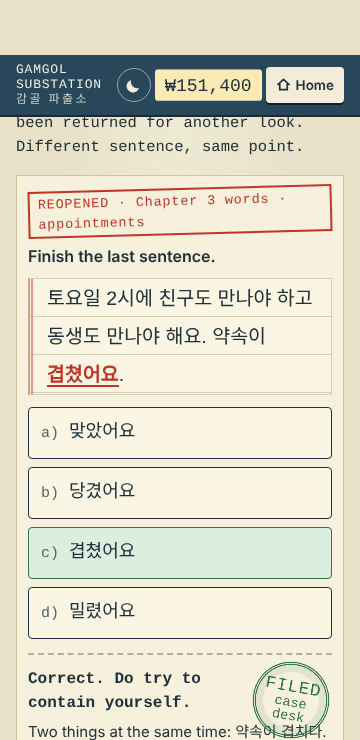 GAMGOL
SUBSTATION
감골 파출소
₩151,400
Home
been returned for another look.
Different sentence, same point.
REOPENED · Chapter 3 words ·
appointments
Finish the last sentence.
토요일 2시에 친구도 만나야 하고
동생도 만나야 해요. 약속이
겹쳤어요.
a) 맞았어요
b) 당겼어요
c) 겹쳤어요
d) 밀렸어요
Correct. Do try to
contain yourself.
FILED
case
desk
Two things at the same time: 약속이 겹치다.